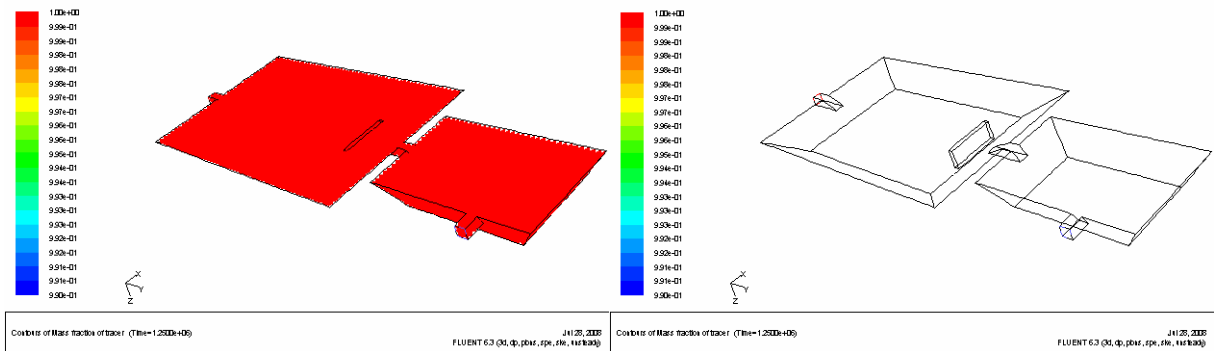 1.00e+00
9.99e-01
9.99e-01
9.98e-01
9.98e-01
9.97e-01
9.97e-01
9.96e-01
9.96e-01
9.95e-01
9.95e-01
9.94e-01
9.94e-01
9.93e-01
9.93e-01
9.92e-01
9.92e-01
9.91e-01
9.91e-01
9.90e-01
X
Y
Z
Contours of Mass fraction of tracer (Time=1.2500e+06)
Jul 28, 2008
FLUENT 6.3 (3d, dp, pbns, spe, ske, unsteady)
1.00e+00
9.99e-01
9.99e-01
9.98e-01
9.98e-01
9.97e-01
9.97e-01
9.96e-01
9.96e-01
9.95e-01
9.95e-01
9.94e-01
9.94e-01
9.93e-01
9.93e-01
9.92e-01
9.92e-01
9.91e-01
9.91e-01
9.90e-01
X
Y
Z
Contours of Mass fraction of tracer (Time=1.2500e+06)
Jul 28, 2008
FLUENT 6.3 (3d, dp, pbns, spe, ske, unsteady)